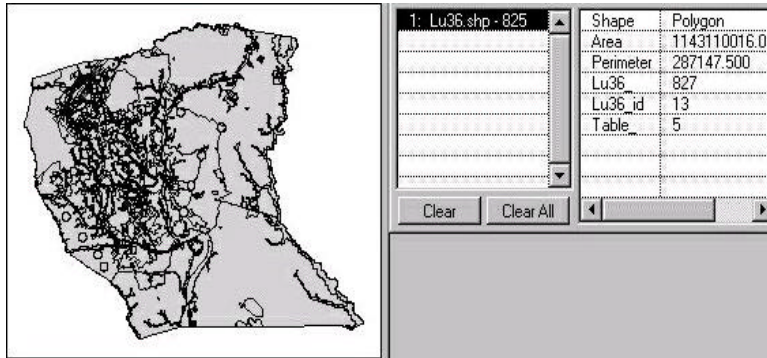 1: Lu36.shp - 825
Shape Polygon
Area 1143110016.0
Perimeter 287147.500
Lu36_ 827
Lu36_id 13
Table_ 5
Clear
Clear All